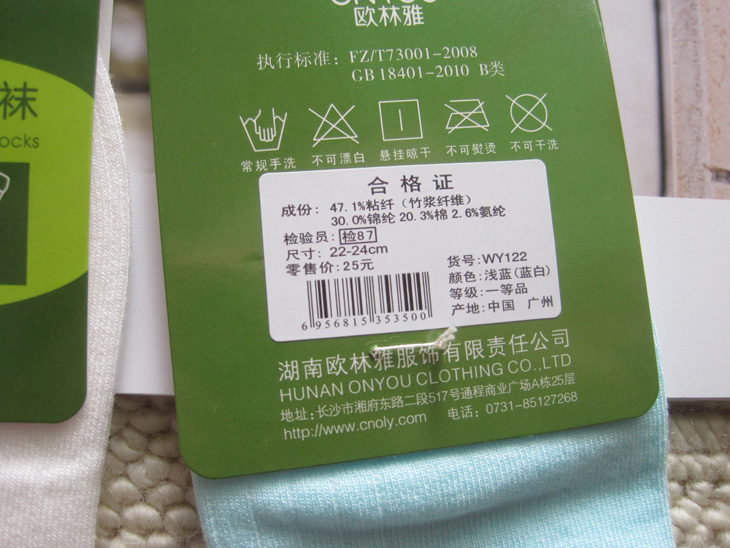 ONYOU
欧林雅
执行标准：FZ/T73001-2008
GB 18401-2010 B类
常规手洗 不可漂白 悬挂晾干 不可熨烫 不可干洗
合格证
成份：47.1%粘纤（竹浆纤维）
30.0%锦纶 20.3%棉 2.6%氨纶
检验员：检87
尺寸：22-24cm
零售价：25元
货号：WY122
颜色：浅蓝(蓝白)
等级：一等品
产地：中国 广州
6 956815 353500
湖南欧林雅服饰有限责任公司
HUNAN ONYOU CLOTHING CO.,LTD
地址：长沙市湘府东路二段517号通程商业广场A栋25层
http://www.cnoly.com 电话：0731-85127268
袜
ocks